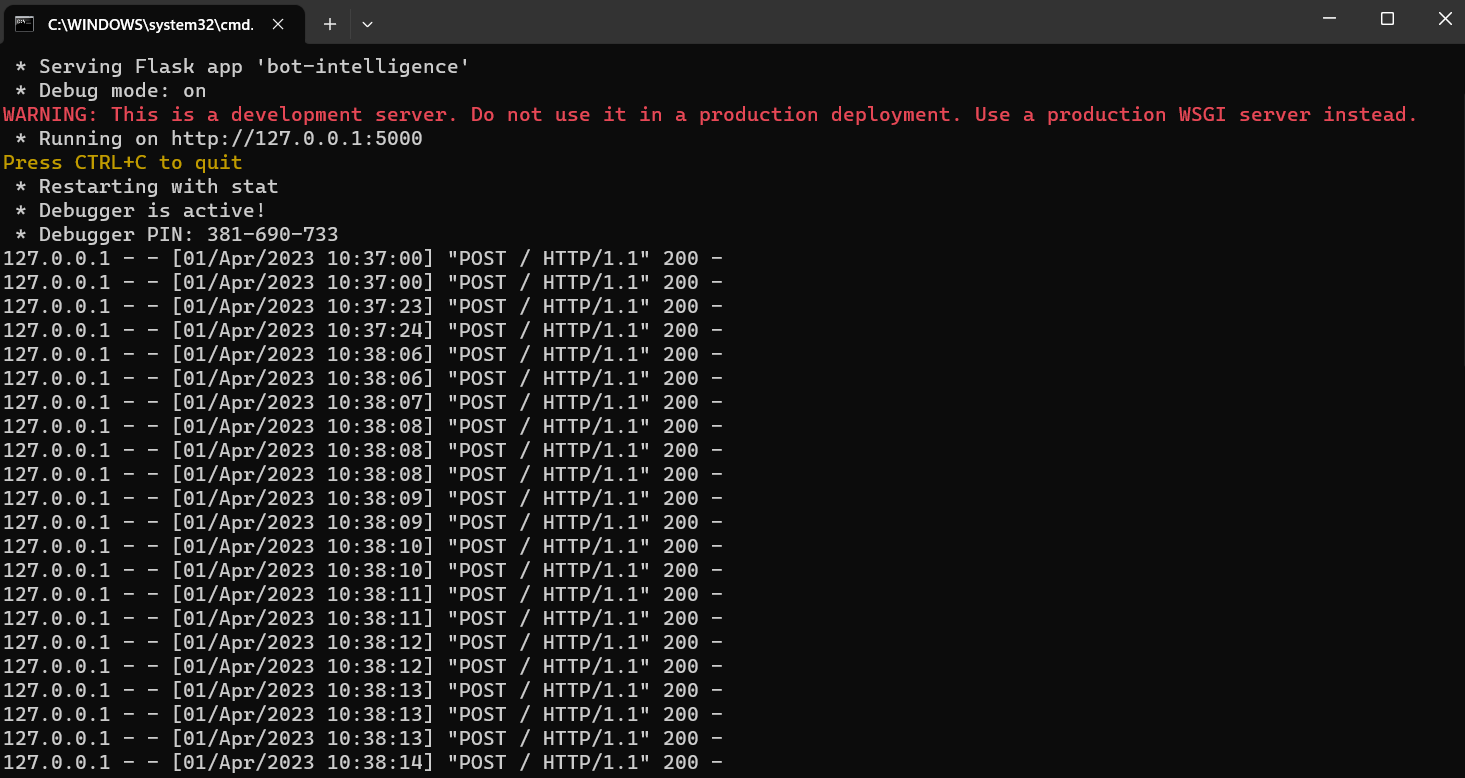 C:\WINDOWS\system32\cmd.
* Serving Flask app 'bot-intelligence'
* Debug mode: on
WARNING: This is a development server. Do not use it in a production deployment. Use a production WSGI server instead.
* Running on http://127.0.0.1:5000
Press CTRL+C to quit
* Restarting with stat
* Debugger is active!
* Debugger PIN: 381-690-733
127.0.0.1 - - [01/Apr/2023 10:37:00] "POST / HTTP/1.1" 200 -
127.0.0.1 - - [01/Apr/2023 10:37:00] "POST / HTTP/1.1" 200 -
127.0.0.1 - - [01/Apr/2023 10:37:23] "POST / HTTP/1.1" 200 -
127.0.0.1 - - [01/Apr/2023 10:37:24] "POST / HTTP/1.1" 200 -
127.0.0.1 - - [01/Apr/2023 10:38:06] "POST / HTTP/1.1" 200 -
127.0.0.1 - - [01/Apr/2023 10:38:06] "POST / HTTP/1.1" 200 -
127.0.0.1 - - [01/Apr/2023 10:38:07] "POST / HTTP/1.1" 200 -
127.0.0.1 - - [01/Apr/2023 10:38:08] "POST / HTTP/1.1" 200 -
127.0.0.1 - - [01/Apr/2023 10:38:08] "POST / HTTP/1.1" 200 -
127.0.0.1 - - [01/Apr/2023 10:38:08] "POST / HTTP/1.1" 200 -
127.0.0.1 - - [01/Apr/2023 10:38:09] "POST / HTTP/1.1" 200 -
127.0.0.1 - - [01/Apr/2023 10:38:09] "POST / HTTP/1.1" 200 -
127.0.0.1 - - [01/Apr/2023 10:38:10] "POST / HTTP/1.1" 200 -
127.0.0.1 - - [01/Apr/2023 10:38:10] "POST / HTTP/1.1" 200 -
127.0.0.1 - - [01/Apr/2023 10:38:11] "POST / HTTP/1.1" 200 -
127.0.0.1 - - [01/Apr/2023 10:38:11] "POST / HTTP/1.1" 200 -
127.0.0.1 - - [01/Apr/2023 10:38:12] "POST / HTTP/1.1" 200 -
127.0.0.1 - - [01/Apr/2023 10:38:12] "POST / HTTP/1.1" 200 -
127.0.0.1 - - [01/Apr/2023 10:38:13] "POST / HTTP/1.1" 200 -
127.0.0.1 - - [01/Apr/2023 10:38:13] "POST / HTTP/1.1" 200 -
127.0.0.1 - - [01/Apr/2023 10:38:13] "POST / HTTP/1.1" 200 -
127.0.0.1 - - [01/Apr/2023 10:38:14] "POST / HTTP/1.1" 200 -